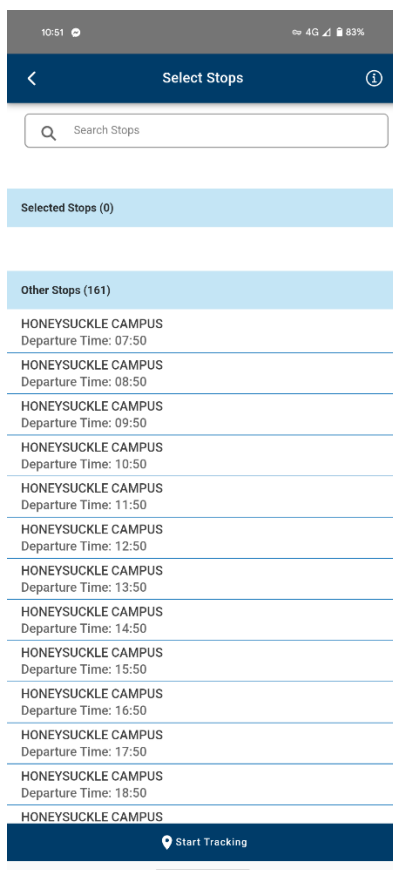 10:51 4G 83%
Select Stops
Search Stops
Selected Stops (0)
Other Stops (161)
HONEYSUCKLE CAMPUS
Departure Time: 07:50
HONEYSUCKLE CAMPUS
Departure Time: 08:50
HONEYSUCKLE CAMPUS
Departure Time: 09:50
HONEYSUCKLE CAMPUS
Departure Time: 10:50
HONEYSUCKLE CAMPUS
Departure Time: 11:50
HONEYSUCKLE CAMPUS
Departure Time: 12:50
HONEYSUCKLE CAMPUS
Departure Time: 13:50
HONEYSUCKLE CAMPUS
Departure Time: 14:50
HONEYSUCKLE CAMPUS
Departure Time: 15:50
HONEYSUCKLE CAMPUS
Departure Time: 16:50
HONEYSUCKLE CAMPUS
Departure Time: 17:50
HONEYSUCKLE CAMPUS
Departure Time: 18:50
HONEYSUCKLE CAMPUS
Start Tracking